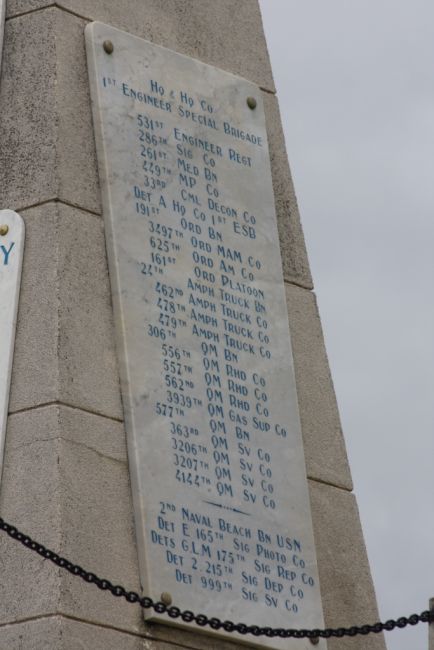 Hq & Hq Co
1ST Engineer Special Brigade
531ST Engineer Regt
286TH Sig Co
261ST Med Bn
449TH MP Co
33RD Cml Decon Co
Det A Hq Co 1ST ESB
191ST Ord Bn
3497TH Ord MAM Co
625TH Ord Am Co
161ST Ord Platoon
24TH Amph Truck Bn
462ND Amph Truck Co
478TH Amph Truck Co
479TH Amph Truck Co
306TH QM Bn
556TH QM Rhd Co
557TH QM Rhd Co
562ND QM Rhd Co
3939TH QM Gas Sup Co
577TH QM Bn
363RD QM Sv Co
3206TH QM Sv Co
3207TH QM Sv Co
4144TH QM Sv Co
2ND Naval Beach Bn USN
Det E 165TH Sig Photo Co
Dets G.L.M 175TH Sig Rep Co
Det 2. 215TH Sig Dep Co
Det 999TH Sig Sv Co
Y